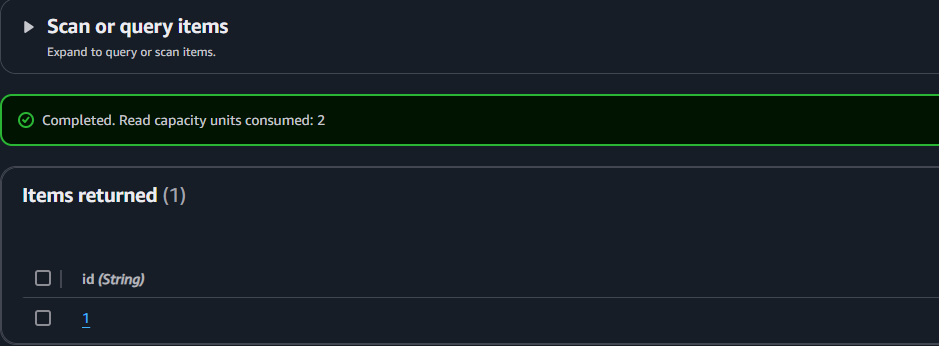 Scan or query items
Expand to query or scan items.
Completed. Read capacity units consumed: 2
Items returned (1)
id (String)
1